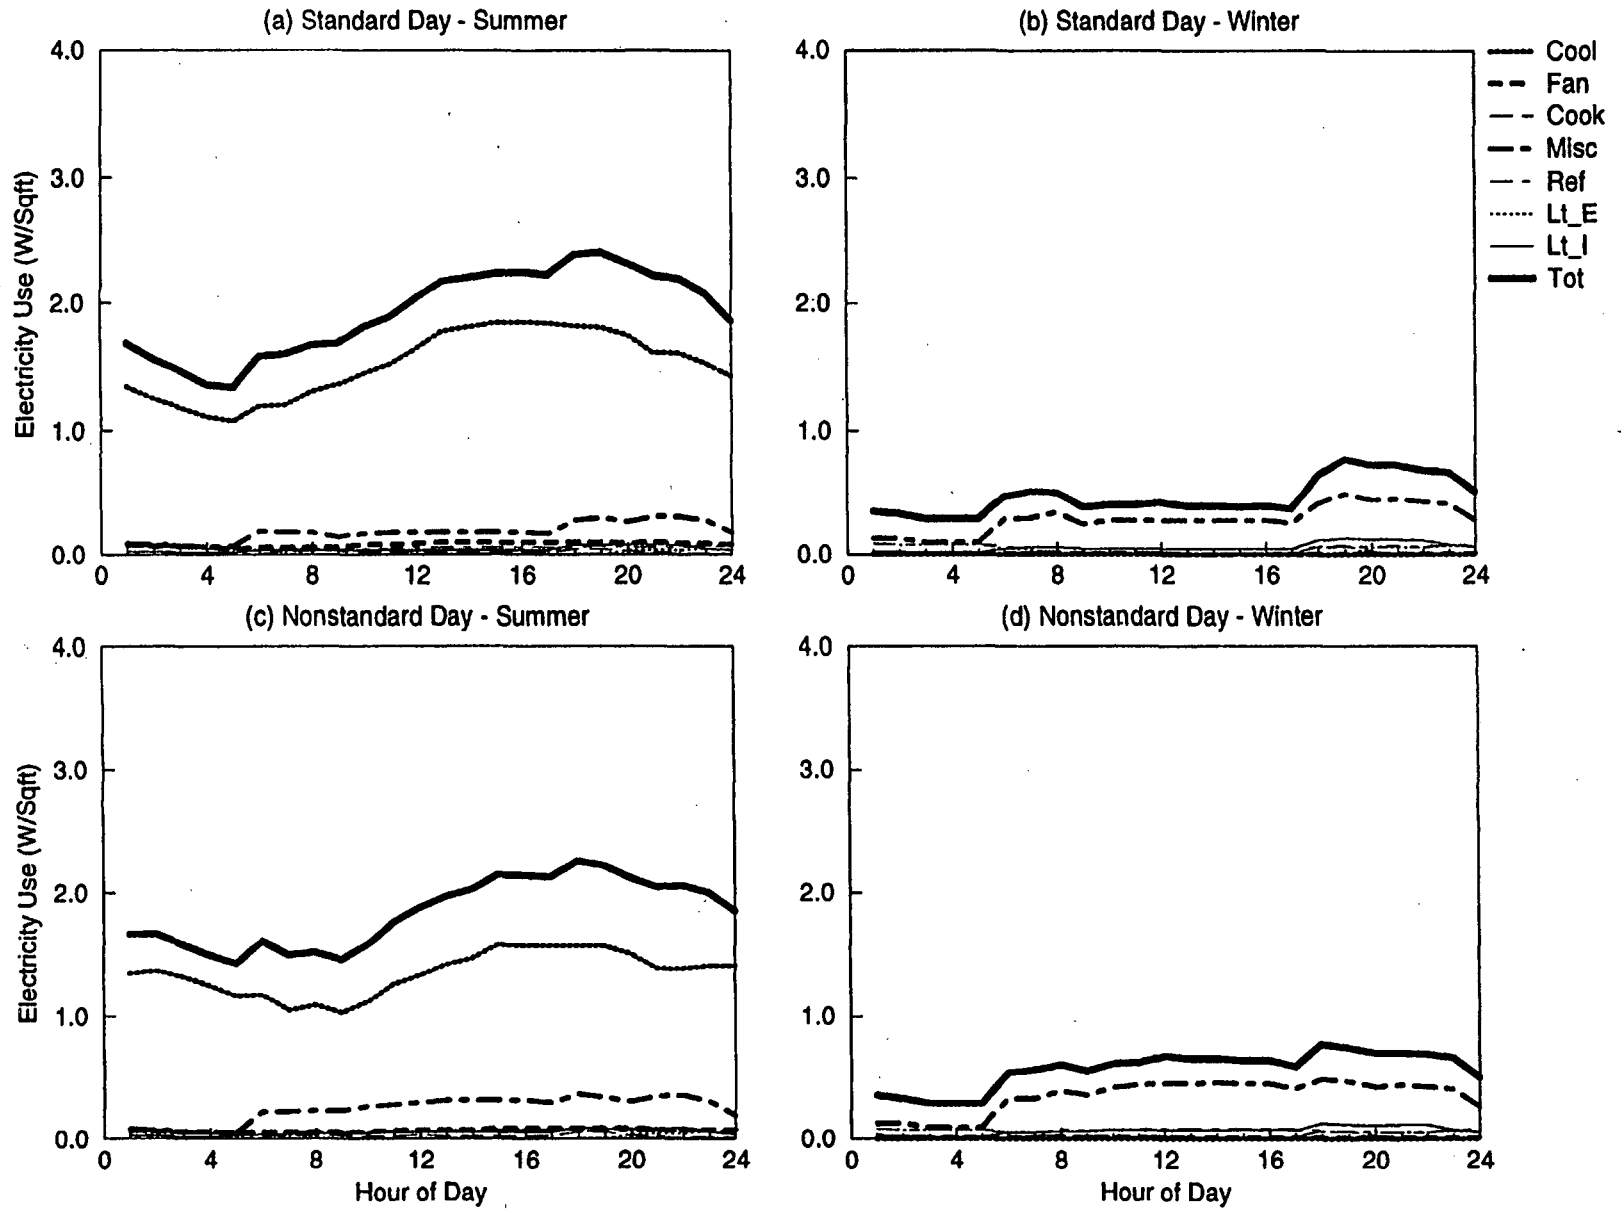 (a) Standard Day - Summer
(b) Standard Day - Winter
4.0
3.0
2.0
1.0
0.0
Electricity Use (W/Sqft)
0 4 8 12 16 20 24
4.0
3.0
2.0
1.0
0.0
0 4 8 12 16 20 24
Cool
Fan
Cook
Misc
Ref
Lt_E
Lt_I
Tot
(c) Nonstandard Day - Summer
(d) Nonstandard Day - Winter
4.0
3.0
2.0
1.0
0.0
Electricity Use (W/Sqft)
0 4 8 12 16 20 24
Hour of Day
4.0
3.0
2.0
1.0
0.0
0 4 8 12 16 20 24
Hour of Day